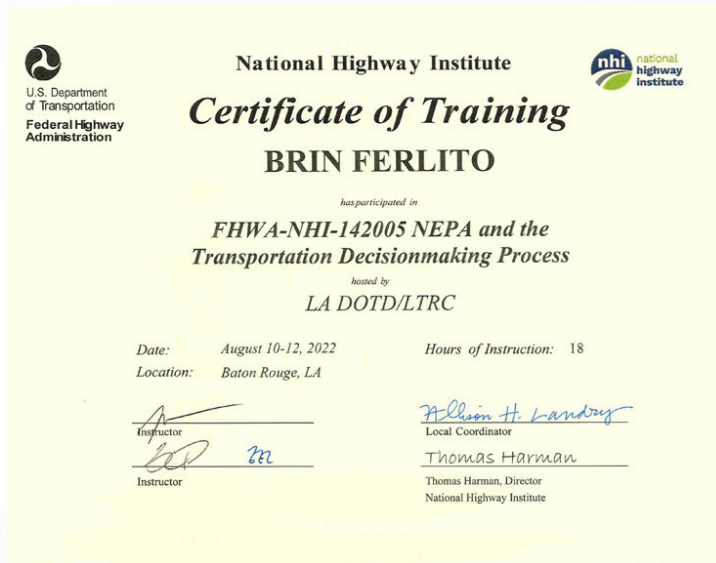 National Highway Institute
nhi national
highway
institute
U.S. Department
of Transportation
Federal Highway
Administration
Certificate of Training
BRIN FERLITO
has participated in
FHWA-NHI-142005 NEPA and the
Transportation Decisionmaking Process
hosted by
LA DOTD/LTRC
Date: August 10-12, 2022 Hours of Instruction: 18
Location: Baton Rouge, LA
Allison H. Landry
Instructor Local Coordinator
Thomas Harman
Instructor Thomas Harman, Director
National Highway Institute